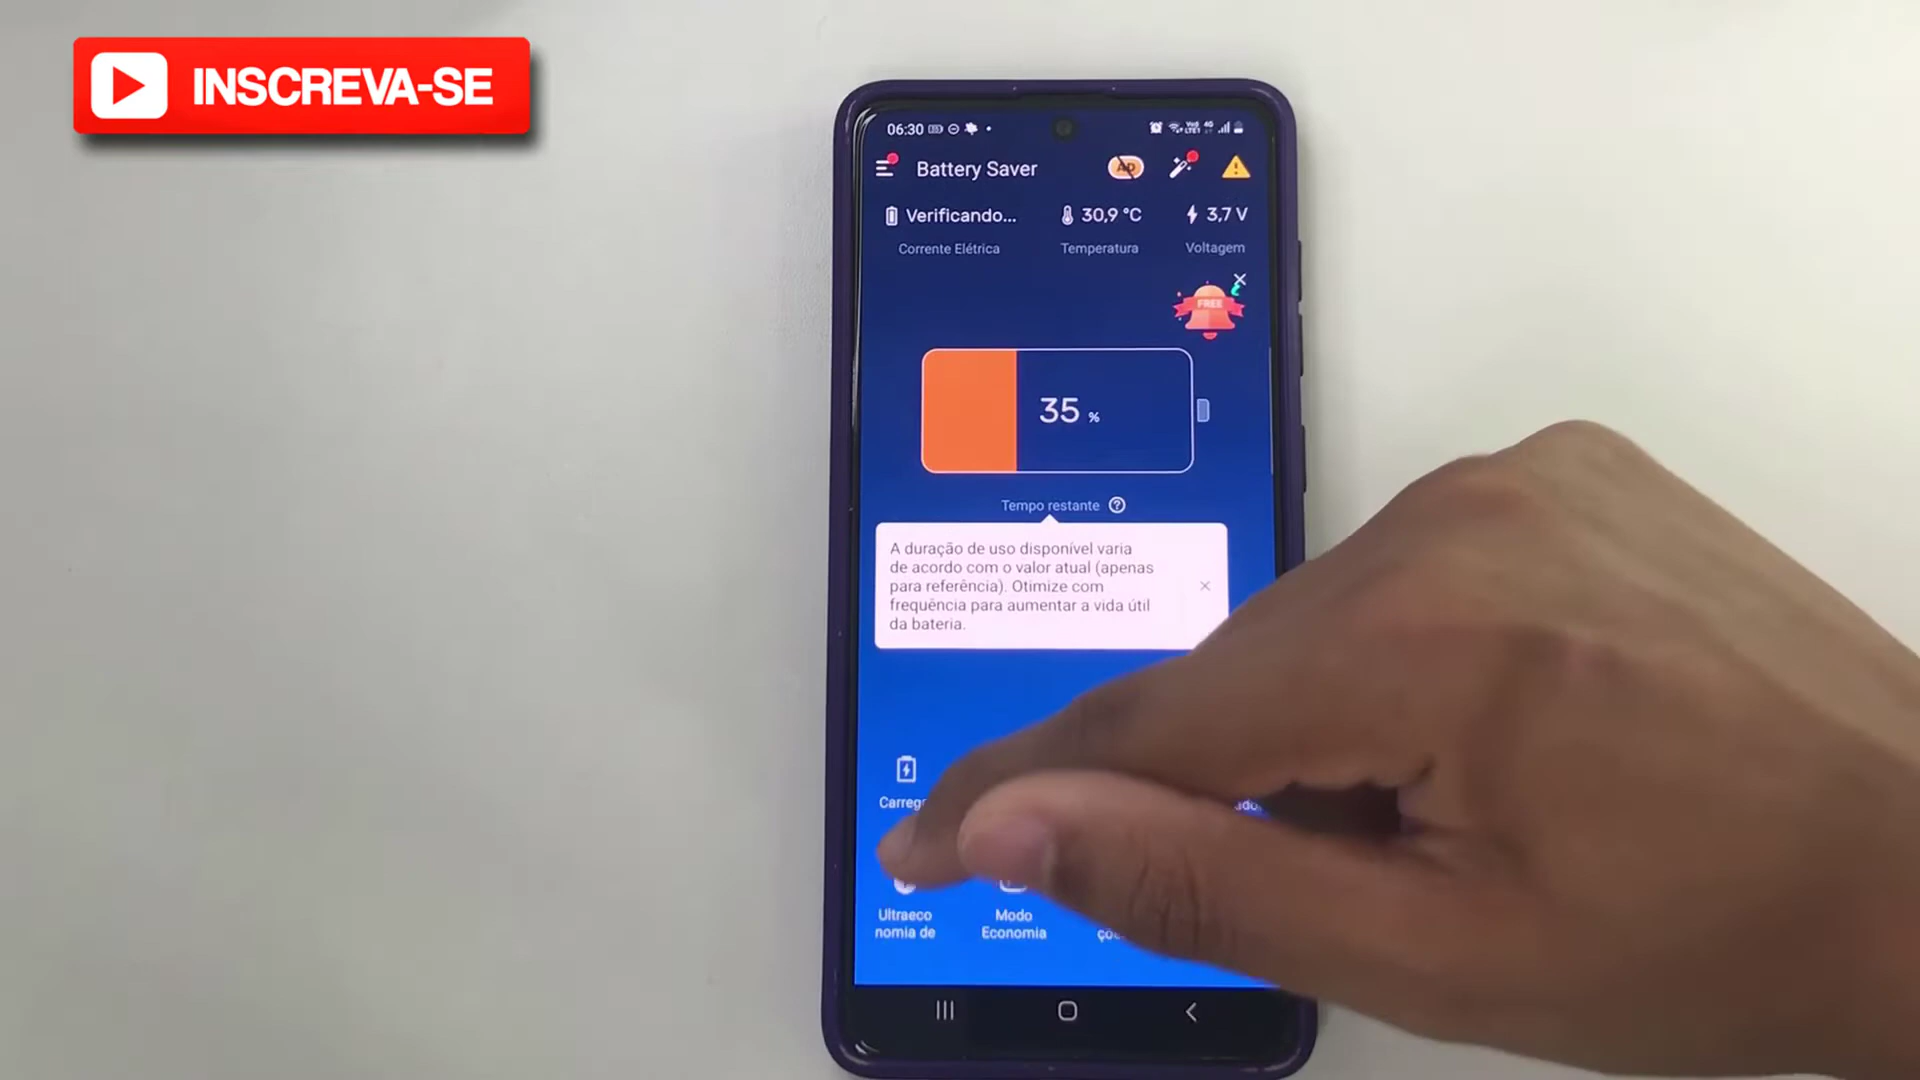 INSCREVA-SE
06:30
Battery Saver
Verificando... 30,9 °C 3,7 V
Corrente Elétrica Temperatura Voltagem
FREE
35 %
Tempo restante
A duração de uso disponível varia
de acordo com o valor atual (apenas
para referência). Otimize com
frequência para aumentar a vida útil
da bateria.
Ultraeco Modo
nomia de Economia